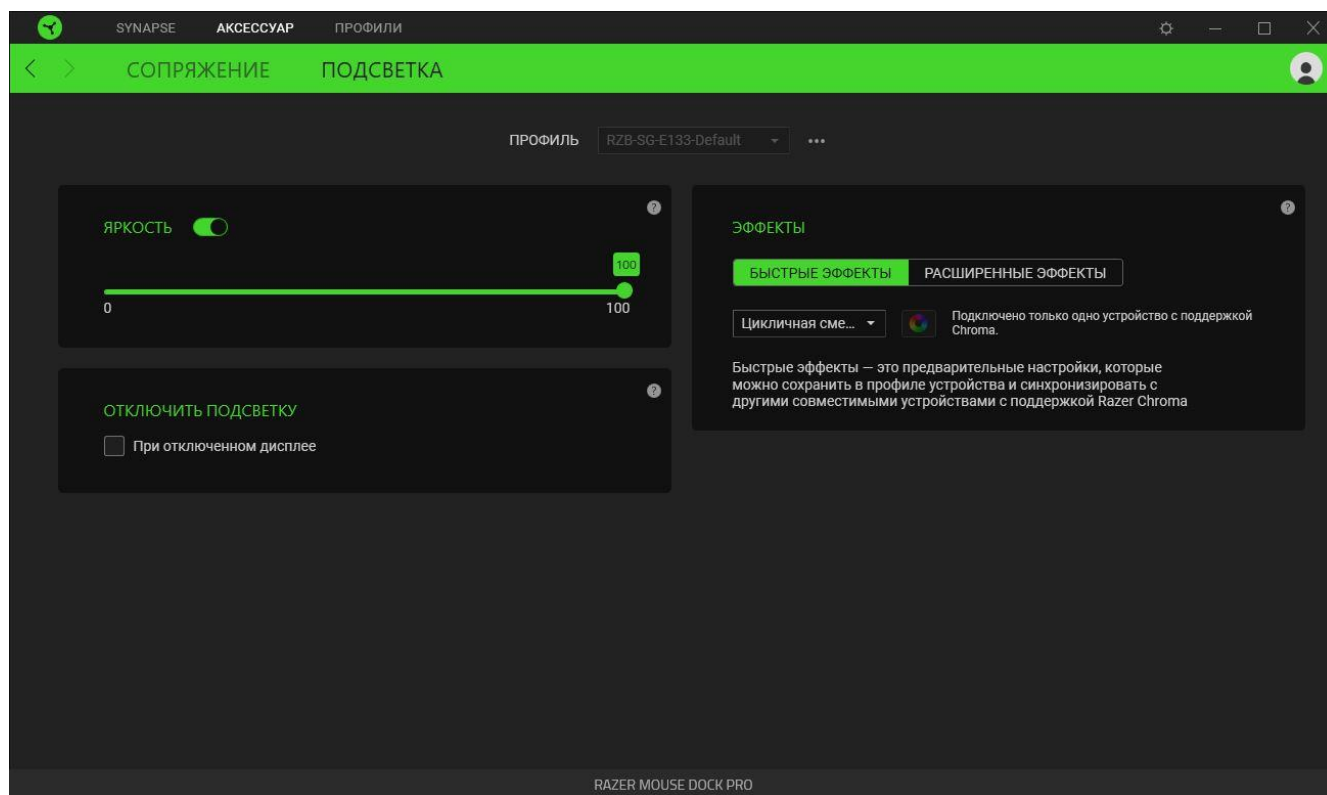 SYNAPSE АКСЕССУАР ПРОФИЛИ
СОПРЯЖЕНИЕ ПОДСВЕТКА
ПРОФИЛЬ RZB-SG-E133-Default
ЯРКОСТЬ
100
0 100
ОТКЛЮЧИТЬ ПОДСВЕТКУ
При отключенном дисплее
ЭФФЕКТЫ
БЫСТРЫЕ ЭФФЕКТЫ РАСШИРЕННЫЕ ЭФФЕКТЫ
Цикличная сме...
Подключено только одно устройство с поддержкой
Chroma.
Быстрые эффекты — это предварительные настройки, которые
можно сохранить в профиле устройства и синхронизировать с
другими совместимыми устройствами с поддержкой Razer Chroma
RAZER MOUSE DOCK PRO